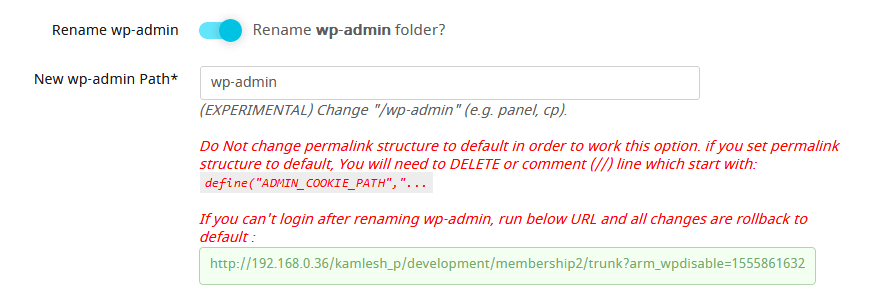 Rename wp-admin Rename wp-admin folder?
New wp-admin Path* wp-admin
(EXPERIMENTAL) Change "/wp-admin" (e.g. panel, cp).
Do Not change permalink structure to default in order to work this option. if you set permalink
structure to default, You will need to DELETE or comment (//) line which start with:
define("ADMIN_COOKIE_PATH","...
If you can't login after renaming wp-admin, run below URL and all changes are rollback to
default :
http://192.168.0.36/kamlesh_p/development/membership2/trunk?arm_wpdisable=1555861632